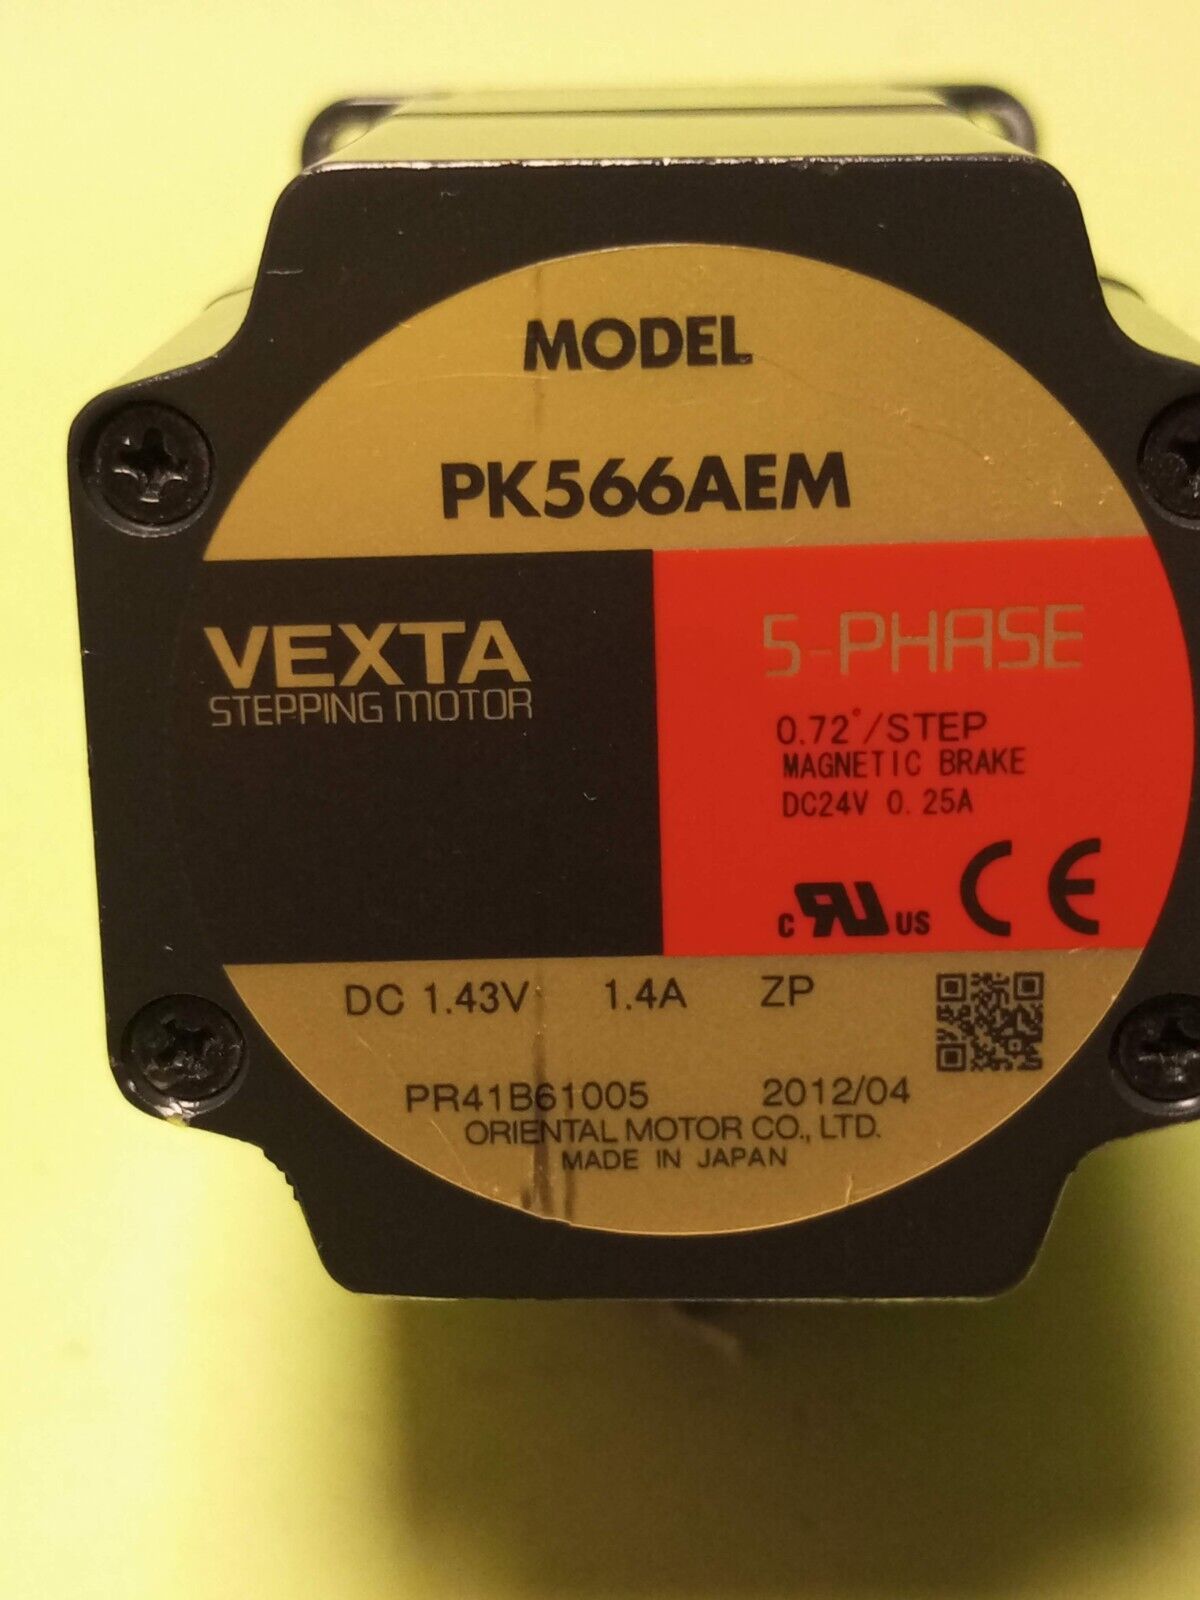 MODEL
PK566AEM
VEXTA
STEPPING MOTOR
5-PHASE
0.72°/STEP
MAGNETIC BRAKE
DC24V 0.25A
c RU US CE
DC 1.43V 1.4A ZP
PR41B61005 2012/04
ORIENTAL MOTOR CO., LTD.
MADE IN JAPAN